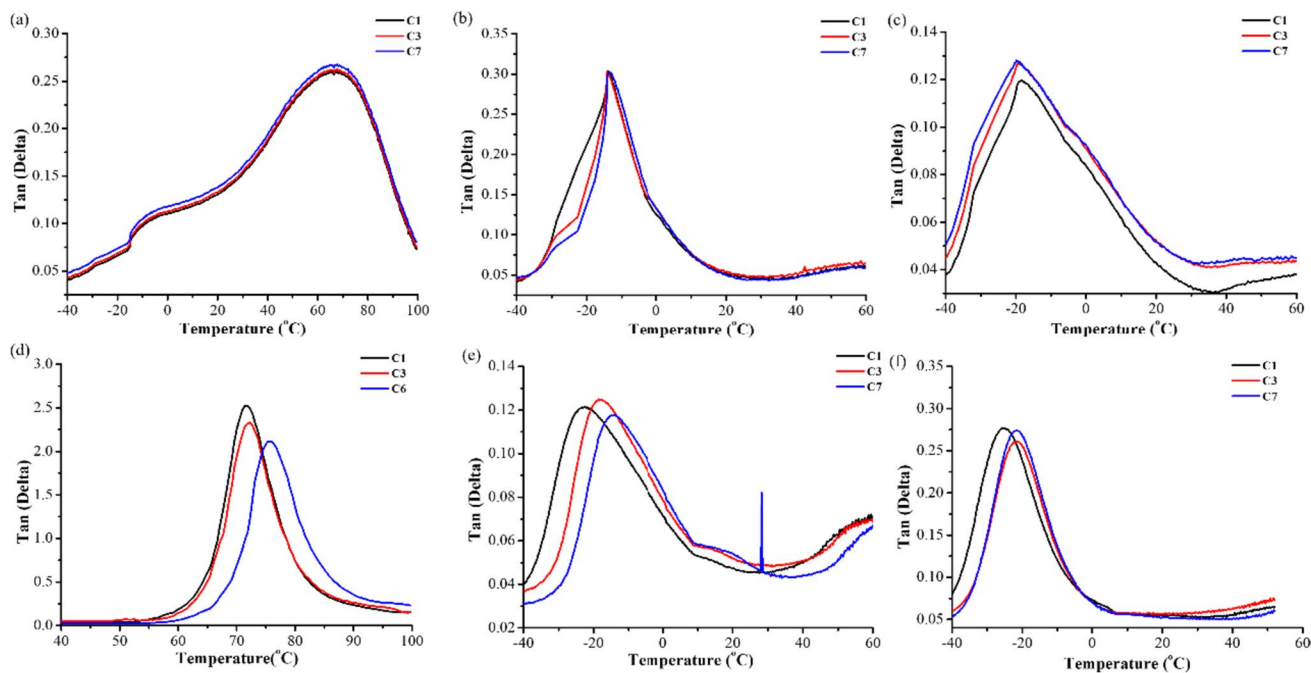 (a)
C1
C3
C7
Tan (Delta)
0.25
0.20
0.15
0.10
0.05
-40 -20 0 20 40 60 80 100
Temperature (°C)
(b)
C1
C3
C7
Tan (Delta)
0.35
0.30
0.25
0.20
0.15
0.10
0.05
-40 -20 0 20 40 60
Temperature (°C)
(c)
C1
C3
C7
Tan (Delta)
0.12
0.10
0.08
0.06
0.04
-40 -20 0 20 40 60
Temperature (°C)
(d)
C1
C3
C6
Tan (Delta)
3.0
2.5
2.0
1.5
1.0
0.5
0.0
40 50 60 70 80 90 100
Temperature(°C)
(e)
C1
C3
C7
Tan (Delta)
0.14
0.12
0.10
0.08
0.06
0.04
0.02
-40 -20 0 20 40 60
Temperature (°C)
(f)
C1
C3
C7
Tan (Delta)
0.35
0.30
0.25
0.20
0.15
0.10
0.05
-40 -30 -20 -10 0 10 20 30 40 50 60
Temperature (°C)